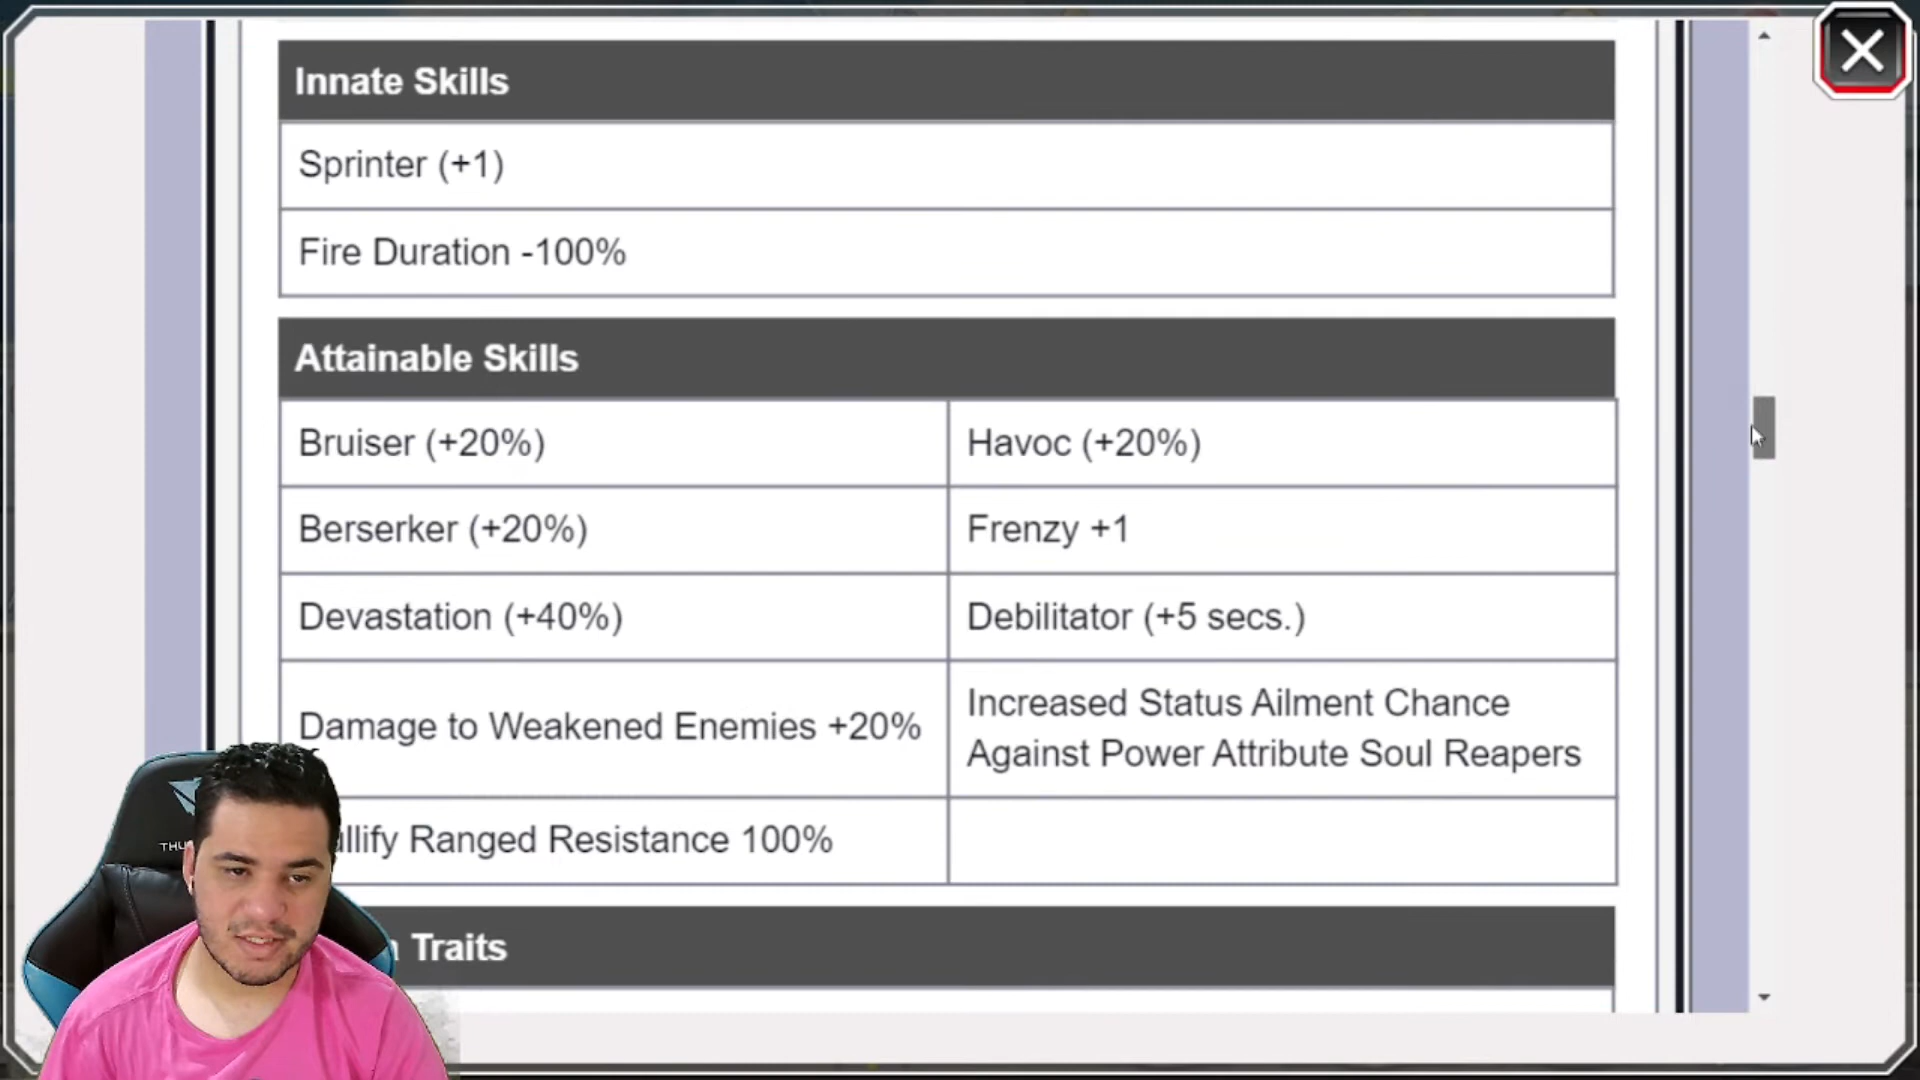 Innate Skills
Sprinter (+1)
Fire Duration -100%
Attainable Skills
Bruiser (+20%)
Havoc (+20%)
Berserker (+20%)
Frenzy +1
Devastation (+40%)
Debilitator (+5 secs.)
Damage to Weakened Enemies +20%
Increased Status Ailment Chance
Against Power Attribute Soul Reapers
Ranged Resistance 100%
Traits